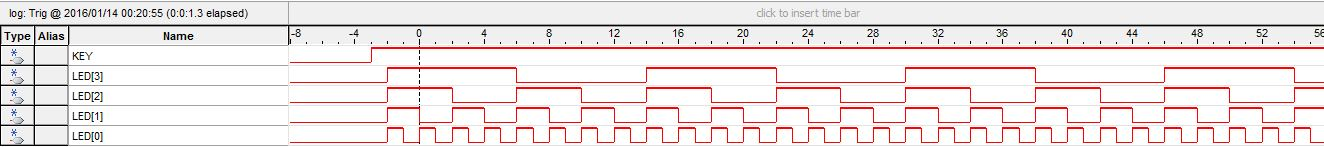 log: Trig @ 2016/01/14 00:20:55 (0:0:1.3 elapsed) click to insert time bar
Type Alias Name -8 -4 0 4 8 12 16 20 24 28 32 36 40 44 48 52 56
KEY
LED[3]
LED[2]
LED[1]
LED[0]